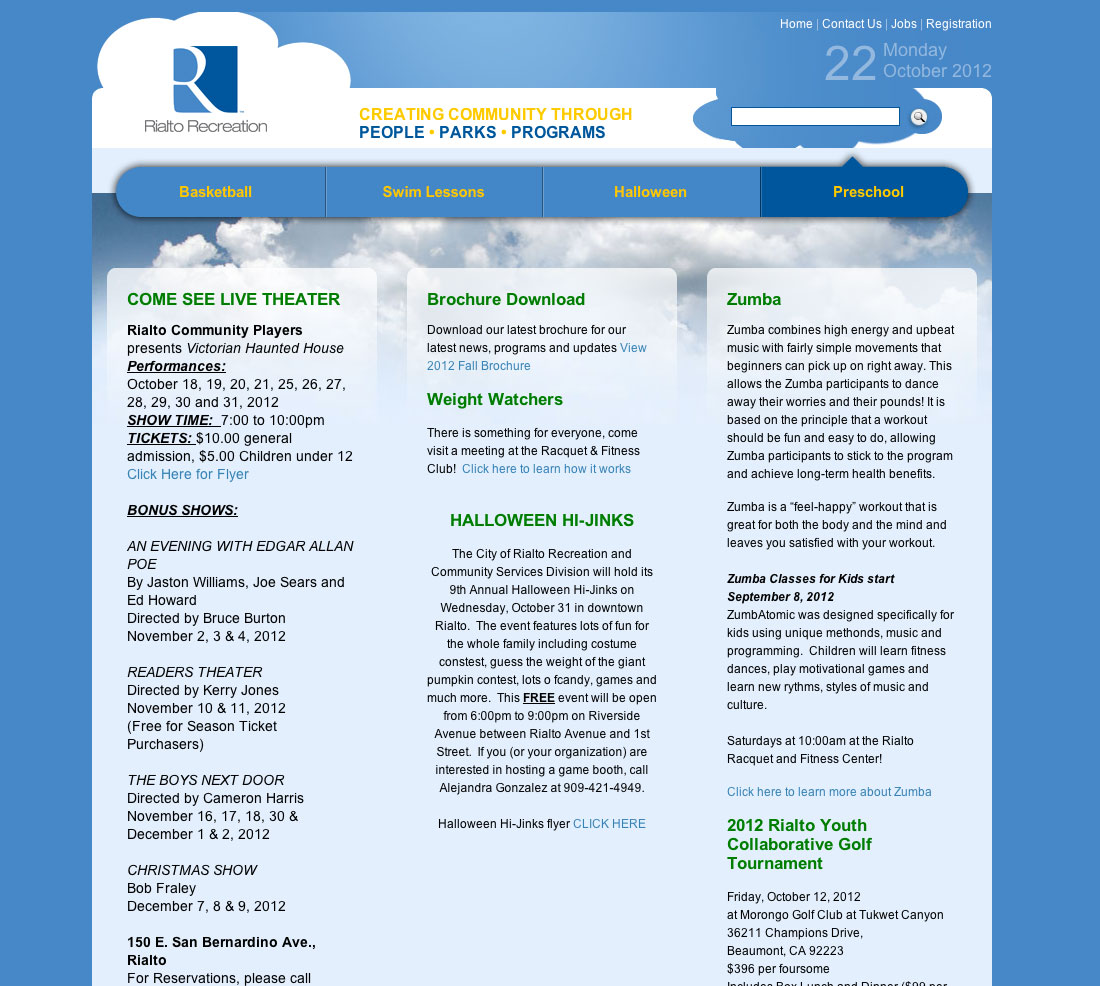 Home | Contact Us | Jobs | Registration
22
Monday
October 2012
R
Rialto Recreation
CREATING COMMUNITY THROUGH
PEOPLE • PARKS • PROGRAMS
Basketball
Swim Lessons
Halloween
Preschool
COME SEE LIVE THEATER
Rialto Community Players
presents Victorian Haunted House
Performances:
October 18, 19, 20, 21, 25, 26, 27,
28, 29, 30 and 31, 2012
SHOW TIME:  7:00 to 10:00pm
TICKETS: $10.00 general
admission, $5.00 Children under 12
Click Here for Flyer
BONUS SHOWS:
AN EVENING WITH EDGAR ALLAN
POE
By Jaston Williams, Joe Sears and
Ed Howard
Directed by Bruce Burton
November 2, 3 & 4, 2012
READERS THEATER
Directed by Kerry Jones
November 10 & 11, 2012
(Free for Season Ticket
Purchasers)
THE BOYS NEXT DOOR
Directed by Cameron Harris
November 16, 17, 18, 30 &
December 1 & 2, 2012
CHRISTMAS SHOW
Bob Fraley
December 7, 8 & 9, 2012
150 E. San Bernardino Ave.,
Rialto
For Reservations, please call
Brochure Download
Download our latest brochure for our
latest news, programs and updates View
2012 Fall Brochure
Weight Watchers
There is something for everyone, come
visit a meeting at the Racquet & Fitness
Club!  Click here to learn how it works
HALLOWEEN HI-JINKS
The City of Rialto Recreation and
Community Services Division will hold its
9th Annual Halloween Hi-Jinks on
Wednesday, October 31 in downtown
Rialto.  The event features lots of fun for
the whole family including costume
constest, guess the weight of the giant
pumpkin contest, lots o fcandy, games and
much more.  This FREE event will be open
from 6:00pm to 9:00pm on Riverside
Avenue between Rialto Avenue and 1st
Street.  If you (or your organization) are
interested in hosting a game booth, call
Alejandra Gonzalez at 909-421-4949.
Halloween Hi-Jinks flyer CLICK HERE
Zumba
Zumba combines high energy and upbeat
music with fairly simple movements that
beginners can pick up on right away. This
allows the Zumba participants to dance
away their worries and their pounds! It is
based on the principle that a workout
should be fun and easy to do, allowing
Zumba participants to stick to the program
and achieve long-term health benefits.
Zumba is a “feel-happy” workout that is
great for both the body and the mind and
leaves you satisfied with your workout.
Zumba Classes for Kids start
September 8, 2012
ZumbAtomic was designed specifically for
kids using unique methonds, music and
programming.  Children will learn fitness
dances, play motivational games and
learn new rythms, styles of music and
culture.
Saturdays at 10:00am at the Rialto
Racquet and Fitness Center!
Click here to learn more about Zumba
2012 Rialto Youth
Collaborative Golf
Tournament
Friday, October 12, 2012
at Morongo Golf Club at Tukwet Canyon
36211 Champions Drive,
Beaumont, CA 92223
$396 per foursome
Includes Box Lunch and Dinner ($99 per